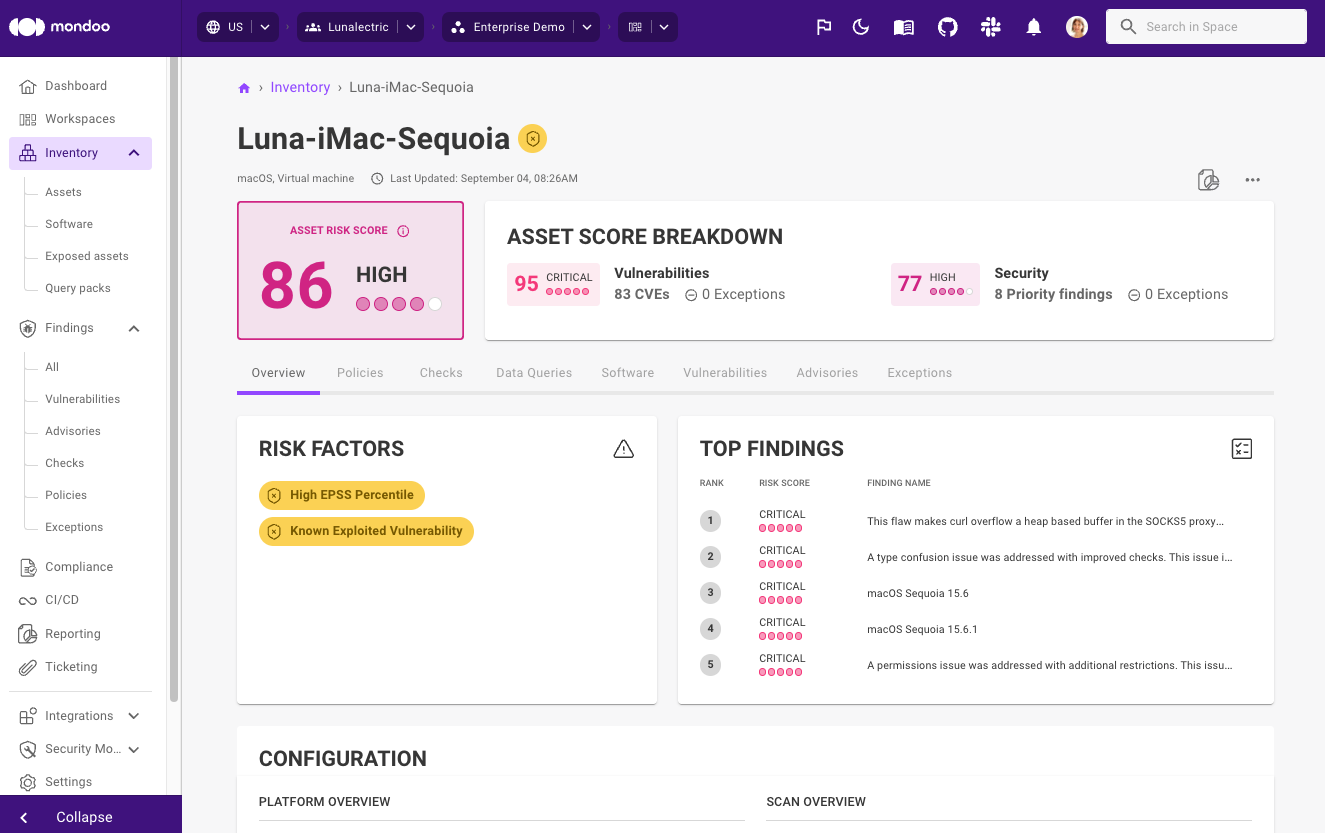 mondoo
US
Lunalectric
Enterprise Demo
Search in Space
Dashboard
Workspaces
Inventory
Assets
Software
Exposed assets
Query packs
Findings
All
Vulnerabilities
Advisories
Checks
Policies
Exceptions
Compliance
CI/CD
Reporting
Ticketing
Integrations
Security Mo...
Settings
Collapse
› Inventory › Luna-iMac-Sequoia
Luna-iMac-Sequoia
macOS, Virtual machine Last Updated: September 04, 08:26AM
ASSET RISK SCORE
86 HIGH
ASSET SCORE BREAKDOWN
95 CRITICAL
Vulnerabilities
83 CVEs 0 Exceptions
77 HIGH
Security
8 Priority findings 0 Exceptions
Overview Policies Checks Data Queries Software Vulnerabilities Advisories Exceptions
RISK FACTORS
High EPSS Percentile
Known Exploited Vulnerability
TOP FINDINGS
RANK RISK SCORE FINDING NAME
1 CRITICAL This flaw makes curl overflow a heap based buffer in the SOCKS5 proxy...
2 CRITICAL A type confusion issue was addressed with improved checks. This issue i...
3 CRITICAL macOS Sequoia 15.6
4 CRITICAL macOS Sequoia 15.6.1
5 CRITICAL A permissions issue was addressed with additional restrictions. This issu...
CONFIGURATION
PLATFORM OVERVIEW SCAN OVERVIEW